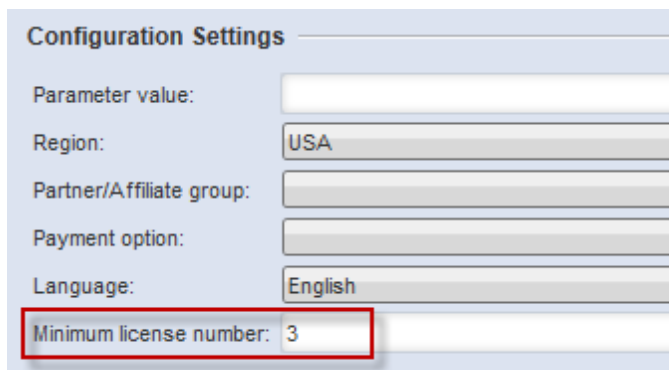 Configuration Settings
Parameter value:
Region: USA
Partner/Affiliate group:
Payment option:
Language: English
Minimum license number: 3